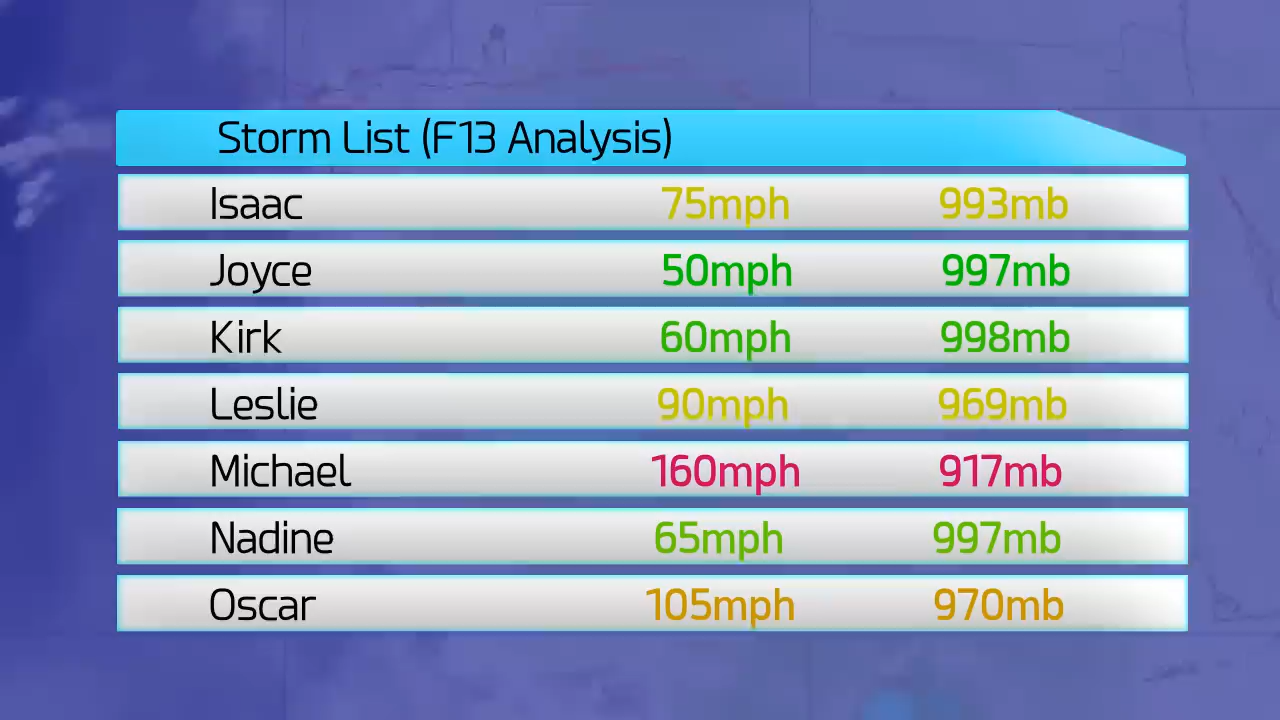 Storm List (F13 Analysis)
Isaac 75mph 993mb
Joyce 50mph 997mb
Kirk 60mph 998mb
Leslie 90mph 969mb
Michael 160mph 917mb
Nadine 65mph 997mb
Oscar 105mph 970mb